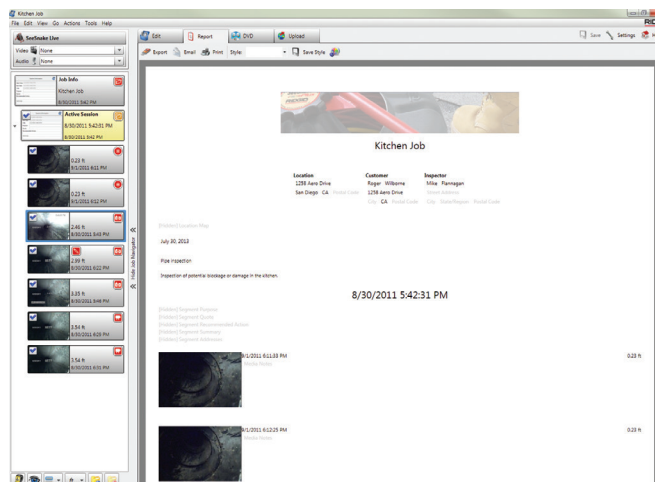 Kitchen Job
File Edit View Go Actions Tools Help
RID
SeeSnake Live
Video None
Audio None
Edit Report DVD Upload
Save Settings
Export Email Print Style: Save Style
Job Info
Kitchen Job
8/30/2011 5:42 PM
Active Session
8/30/2011 5:42:31 PM
8/30/2011 5:42 PM
0.23 ft
9/1/2011 6:11 PM
0.23 ft
9/1/2011 6:12 PM
2.46 ft
8/30/2011 5:43 PM
2.99 ft
8/30/2011 6:22 PM
3.35 ft
8/30/2011 5:46 PM
3.54 ft
8/30/2011 6:29 PM
3.54 ft
8/30/2011 6:31 PM
Hide Job Navigator
Kitchen Job
Location Customer Inspector
1258 Aero Drive Roger Wilborne Mike Flannagan
San Diego CA Postal Code 1258 Aero Drive Street Address
City CA Postal Code City State/Region Postal Code
[Hidden] Location Map
July 30, 2013
Pipe Inspection
Inspection of potential blockage or damage in the kitchen.
8/30/2011 5:42:31 PM
[Hidden] Segment Purpose
[Hidden] Segment Quote
[Hidden] Segment Recommended Action
[Hidden] Segment Summary
[Hidden] Segment Addresses
9/1/2011 6:11:33 PM 0.23 ft
Media Notes
9/1/2011 6:12:25 PM 0.23 ft
Media Notes